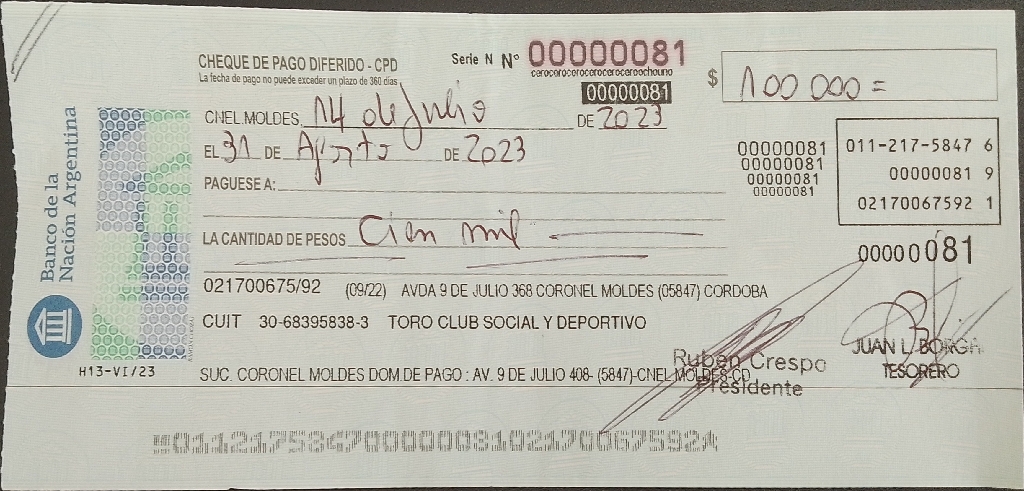 CHEQUE DE PAGO DIFERIDO - CPD
La fecha de pago no puede exceder un plazo de 360 dias
Serie N Nº 00000081
ceroceroceroceroceroceroochouno
00000081
$ 100 000 =
CNEL.MOLDES, 14 de Julio DE 2023
EL 31 DE Agosto DE 2023
PAGUESE A:
LA CANTIDAD DE PESOS Cien mil
00000081
00000081
00000081
00000081
011-217-5847 6
00000081 9
02170067592 1
00000081
021700675/92 (09/22) AVDA 9 DE JULIO 368 CORONEL MOLDES (05847) CORDOBA
CUIT 30-68395838-3 TORO CLUB SOCIAL Y DEPORTIVO
Ruben Crespo
Presidente
JUAN L. BORGH
TESORERO
SUC. CORONEL MOLDES DOM.DE PAGO : AV. 9 DE JULIO 408- (5847)-CNEL MOLDES-CD
Banco de la
Nación Argentina
H13-VI/23
01121758470000008102170067592